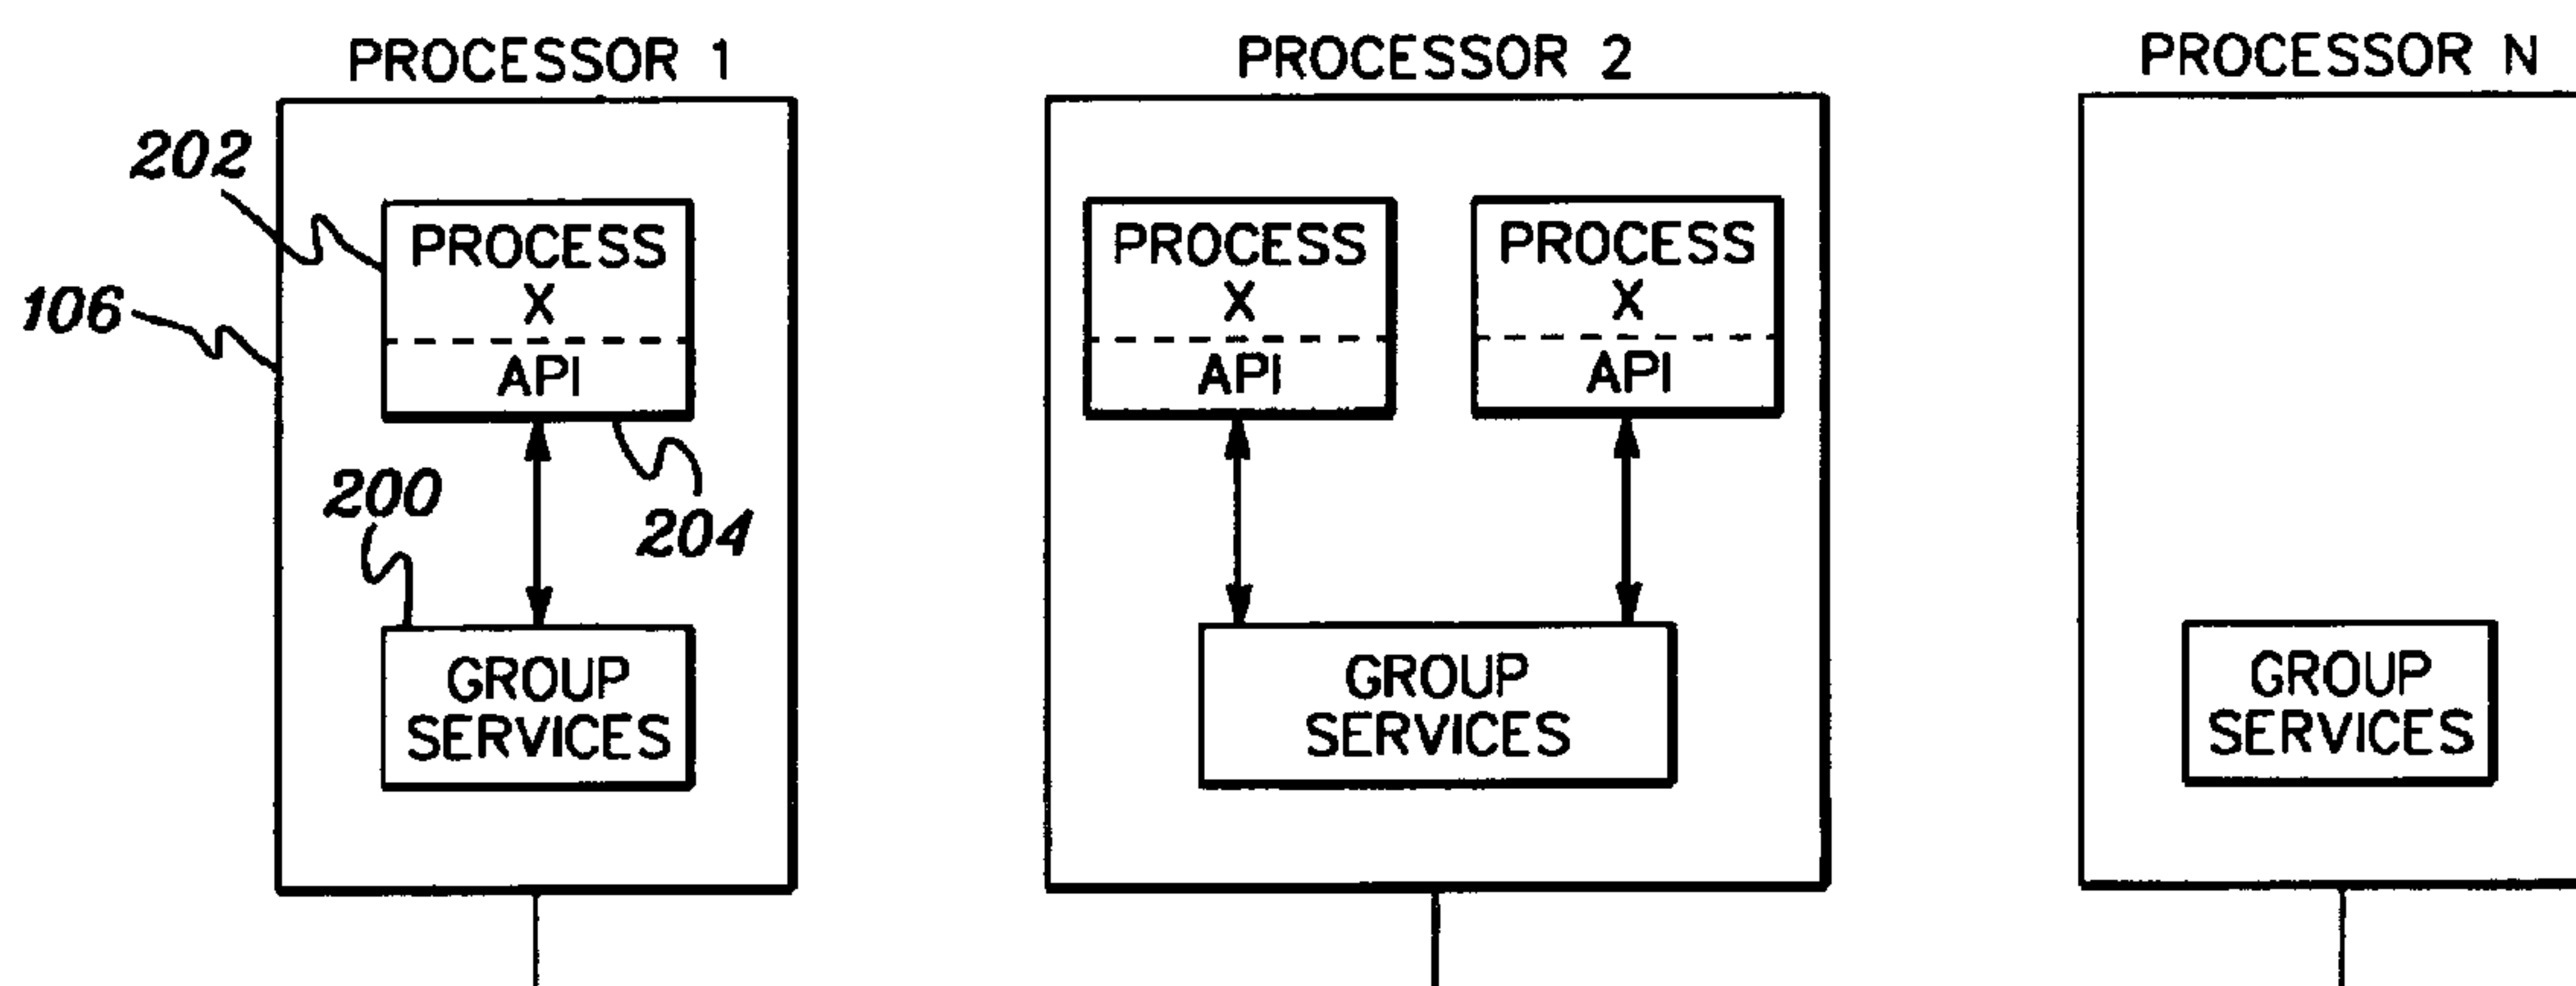 PROCESSOR 1
202
106
PROCESS
X
API
200
204
GROUP
SERVICES
PROCESSOR 2
PROCESS
X
API
PROCESS
X
API
GROUP
SERVICES
PROCESSOR N
GROUP
SERVICES